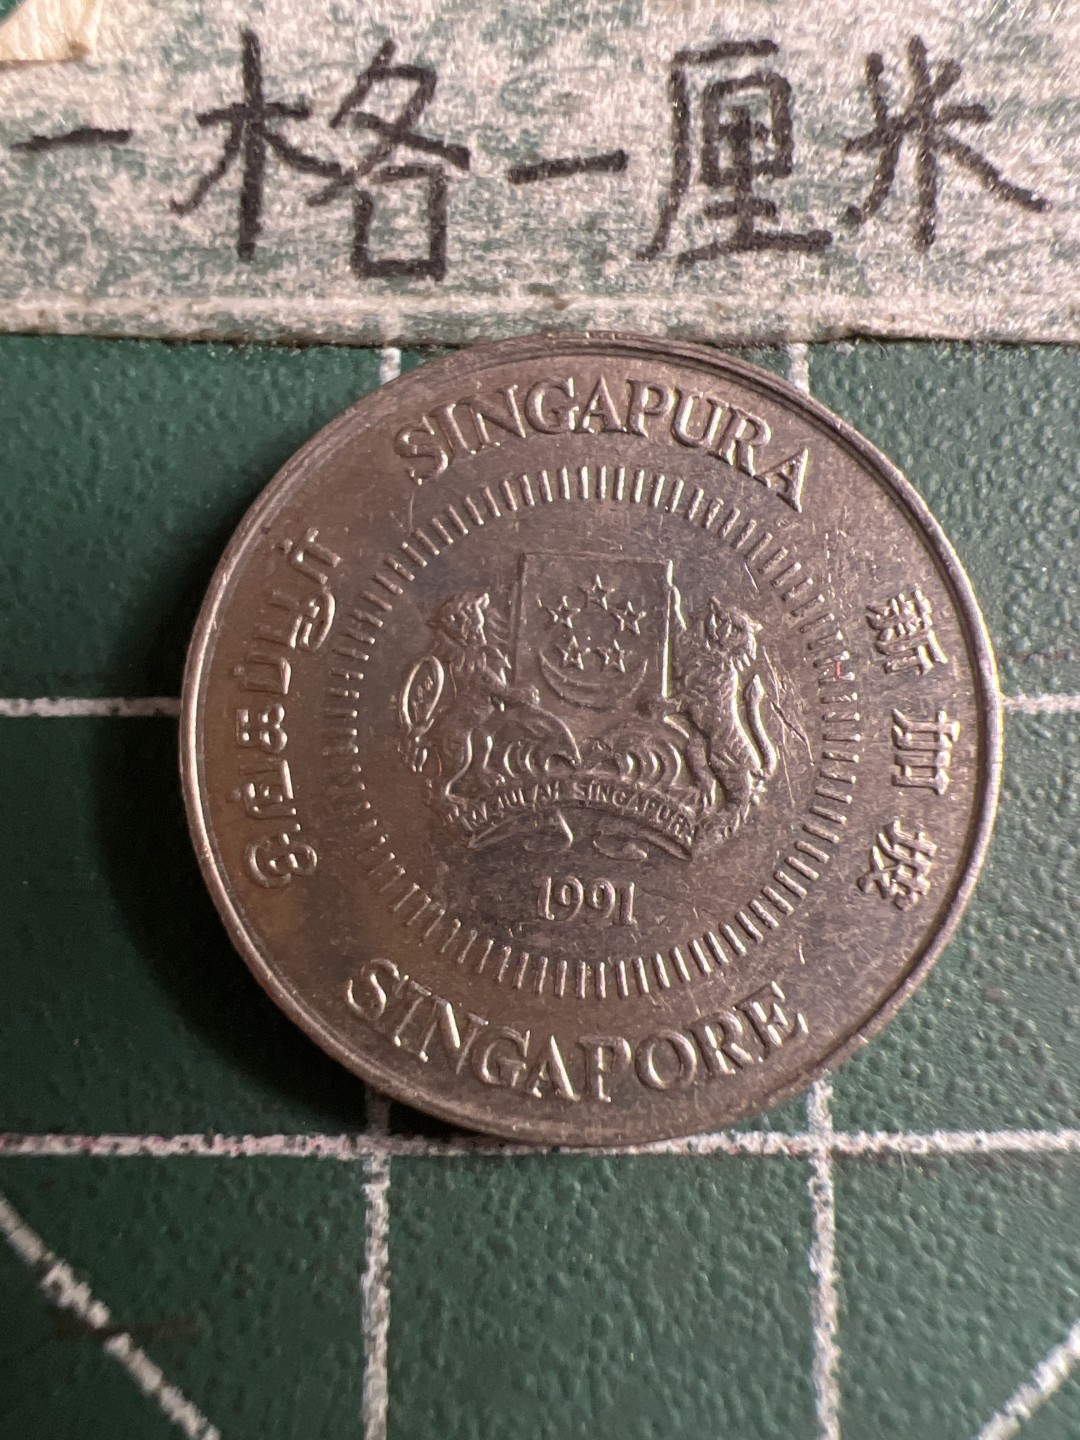 一格一厘米
SINGAPURA
சிங்கப்பூர்
新加坡
MAJULAH SINGAPURA
1991
SINGAPORE